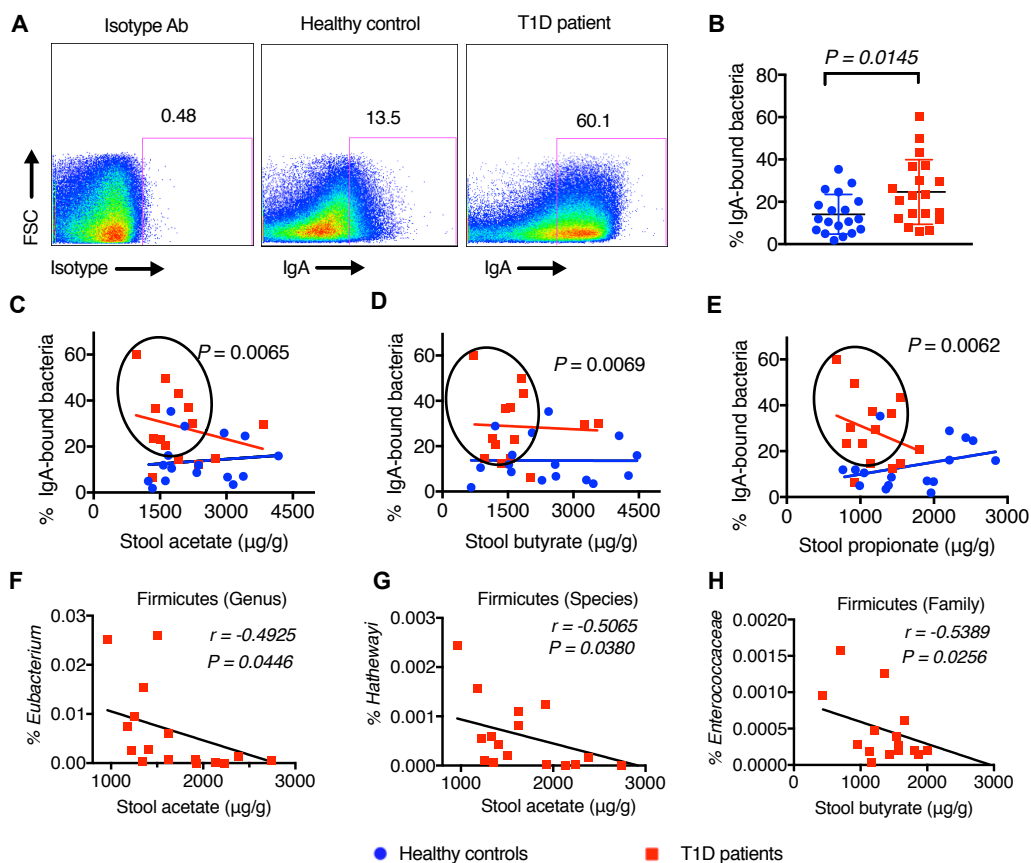 A
Isotype Ab
Healthy control
T1D patient
0.48
13.5
60.1
FSC
Isotype
IgA
IgA
B
P = 0.0145
% IgA-bound bacteria
80
60
40
20
0
C
P = 0.0065
% IgA-bound bacteria
60
40
20
0
0 1500 3000 4500
Stool acetate (µg/g)
D
P = 0.0069
60
40
20
0
0 1500 3000 4500
Stool butyrate (µg/g)
E
P = 0.0062
% IgA-bound bacteria
60
40
20
0
0 1000 2000 3000
Stool propionate (µg/g)
F
Firmicutes (Genus)
r = -0.4925
P = 0.0446
% Eubacterium
0.03
0.02
0.01
0.00
1000 2000 3000
Stool acetate (µg/g)
G
Firmicutes (Species)
r = -0.5065
P = 0.0380
% Hathewayi
0.003
0.002
0.001
0.000
1000 2000 3000
Stool acetate (µg/g)
H
Firmicutes (Family)
r = -0.5389
P = 0.0256
% Enterococcaceae
0.0020
0.0015
0.0010
0.0005
0.0000
0 1000 2000 3000
Stool butyrate (µg/g)
Healthy controls
T1D patients